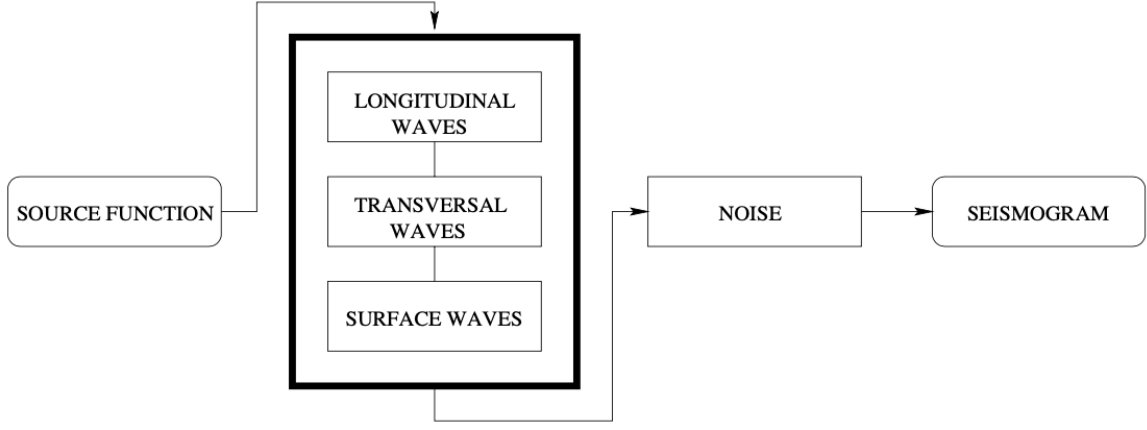 SOURCE FUNCTION
LONGITUDINAL
WAVES
TRANSVERSAL
WAVES
SURFACE WAVES
NOISE
SEISMOGRAM